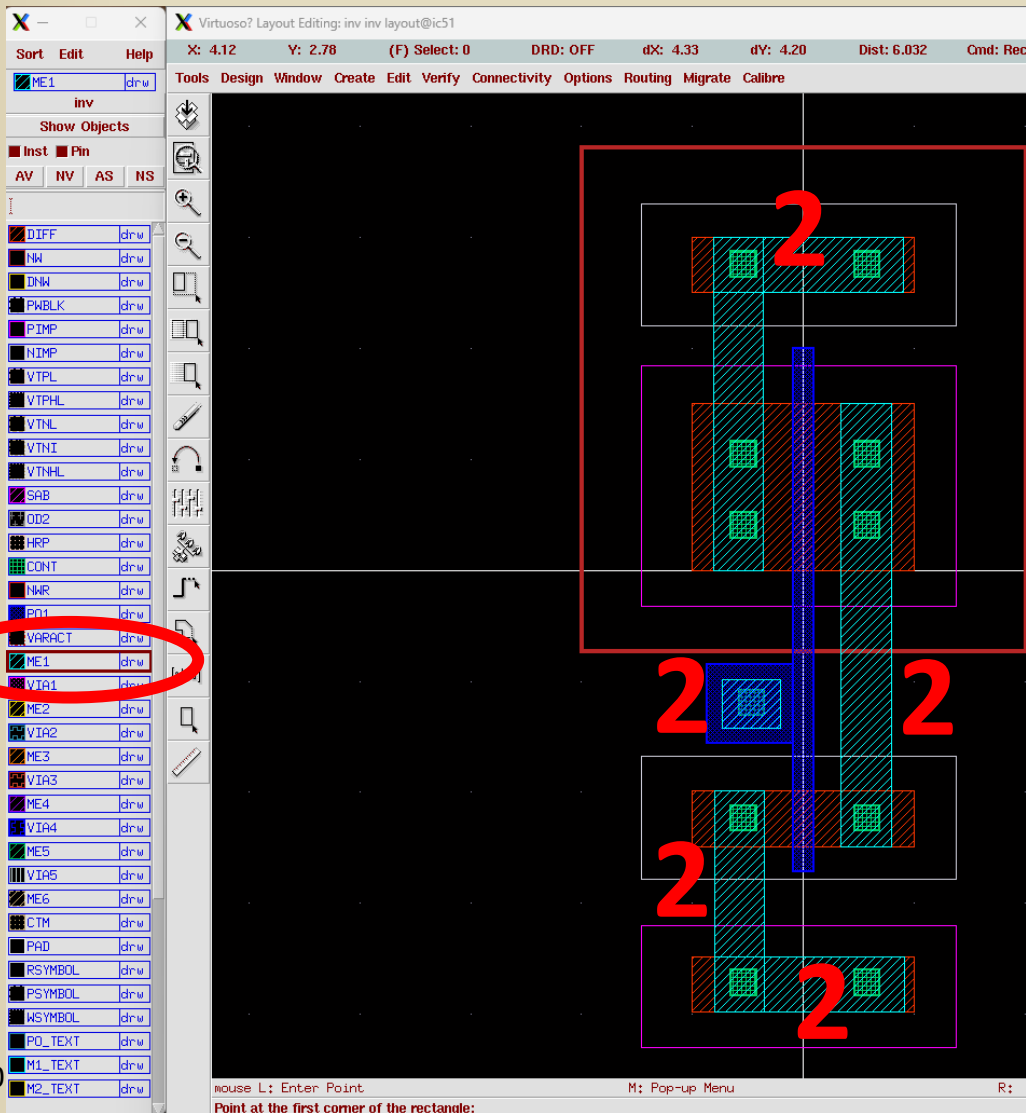 Virtuoso? Layout Editing: inv inv layout@ic51
Sort Edit Help
ME1 drw
inv
Show Objects
Inst Pin
AV NV AS NS
DIFF drw
NW drw
DNW drw
PWBLK drw
PIMP drw
NIMP drw
VTPL drw
VTPHL drw
VTNL drw
VTNI drw
VTNHL drw
SAB drw
OD2 drw
HRP drw
CONT drw
NWR drw
PO1 drw
VARACT drw
ME1 drw
VIA1 drw
ME2 drw
VIA2 drw
ME3 drw
VIA3 drw
ME4 drw
VIA4 drw
ME5 drw
VIA5 drw
ME6 drw
CTM drw
PAD drw
RSYMBOL drw
PSYMBOL drw
WSYMBOL drw
PO_TEXT drw
M1_TEXT drw
M2_TEXT drw
X: 4.12 Y: 2.78 (F) Select: 0 DRD: OFF dX: 4.33 dY: 4.20 Dist: 6.032 Cmd: Rec
Tools Design Window Create Edit Verify Connectivity Options Routing Migrate Calibre
2
2 2
2
2
mouse L: Enter Point M: Pop-up Menu R:
Point at the first corner of the rectangle: